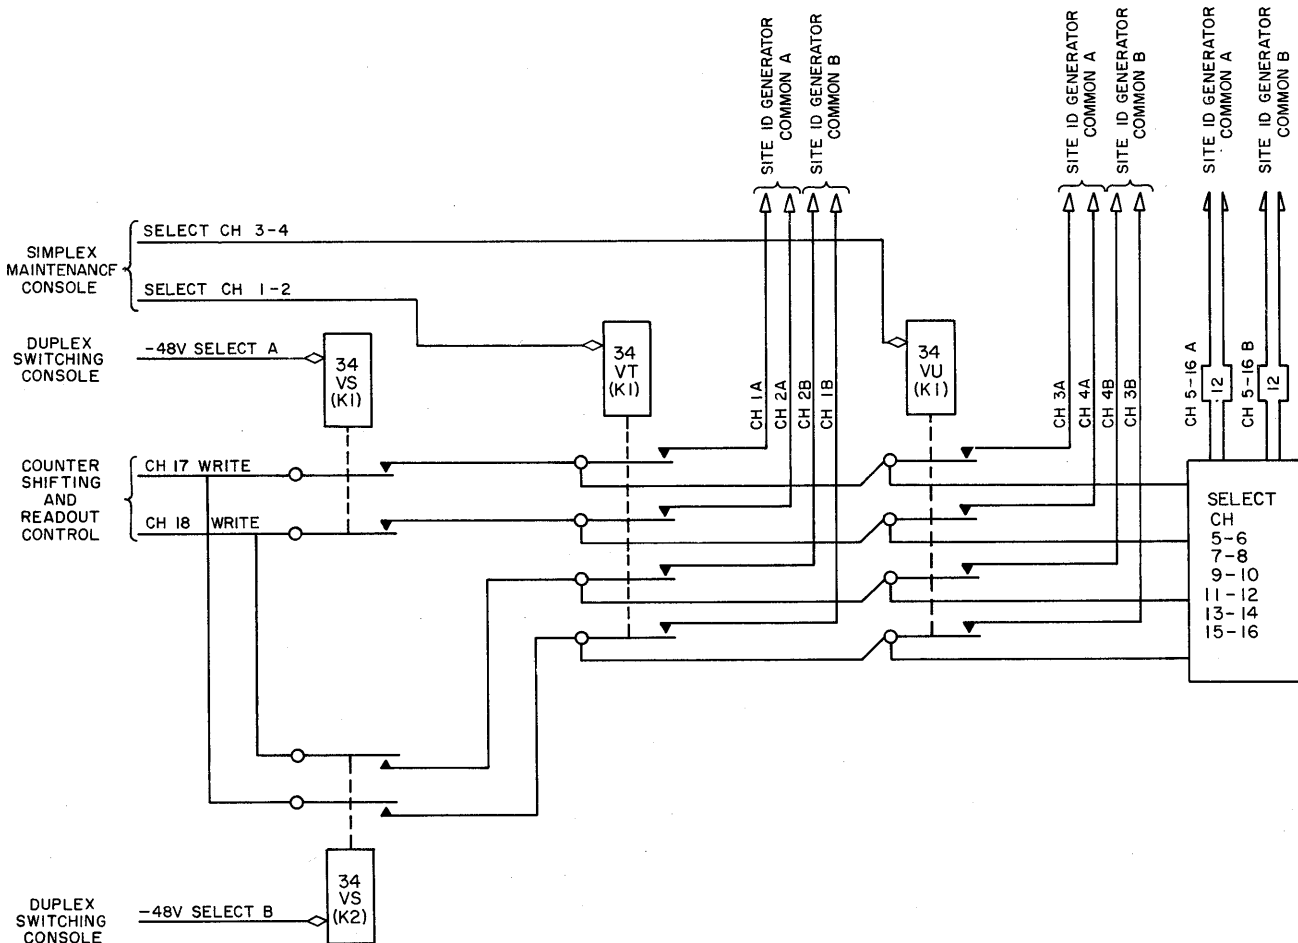 SITE ID GENERATOR
COMMON A
SITE ID GENERATOR
COMMON B
SITE ID GENERATOR
COMMON A
SITE ID GENERATOR
COMMON B
SITE ID GENERATOR
COMMON A
SITE ID GENERATOR
COMMON B
SIMPLEX
MAINTENANCE
CONSOLE
SELECT CH 3-4
SELECT CH 1-2
DUPLEX
SWITCHING
CONSOLE
-48V SELECT A
34
VS
(K1)
34
VT
(K1)
34
VU
(K1)
CH 1A
CH 2A
CH 2B
CH 1B
CH 3A
CH 4A
CH 4B
CH 3B
CH 5-16 A
12
CH 5-16 B
12
COUNTER
SHIFTING
AND
READOUT
CONTROL
CH 17 WRITE
CH 18 WRITE
SELECT
CH
5-6
7-8
9-10
11-12
13-14
15-16
34
VS
(K2)
DUPLEX
SWITCHING
CONSOLE
-48V SELECT B